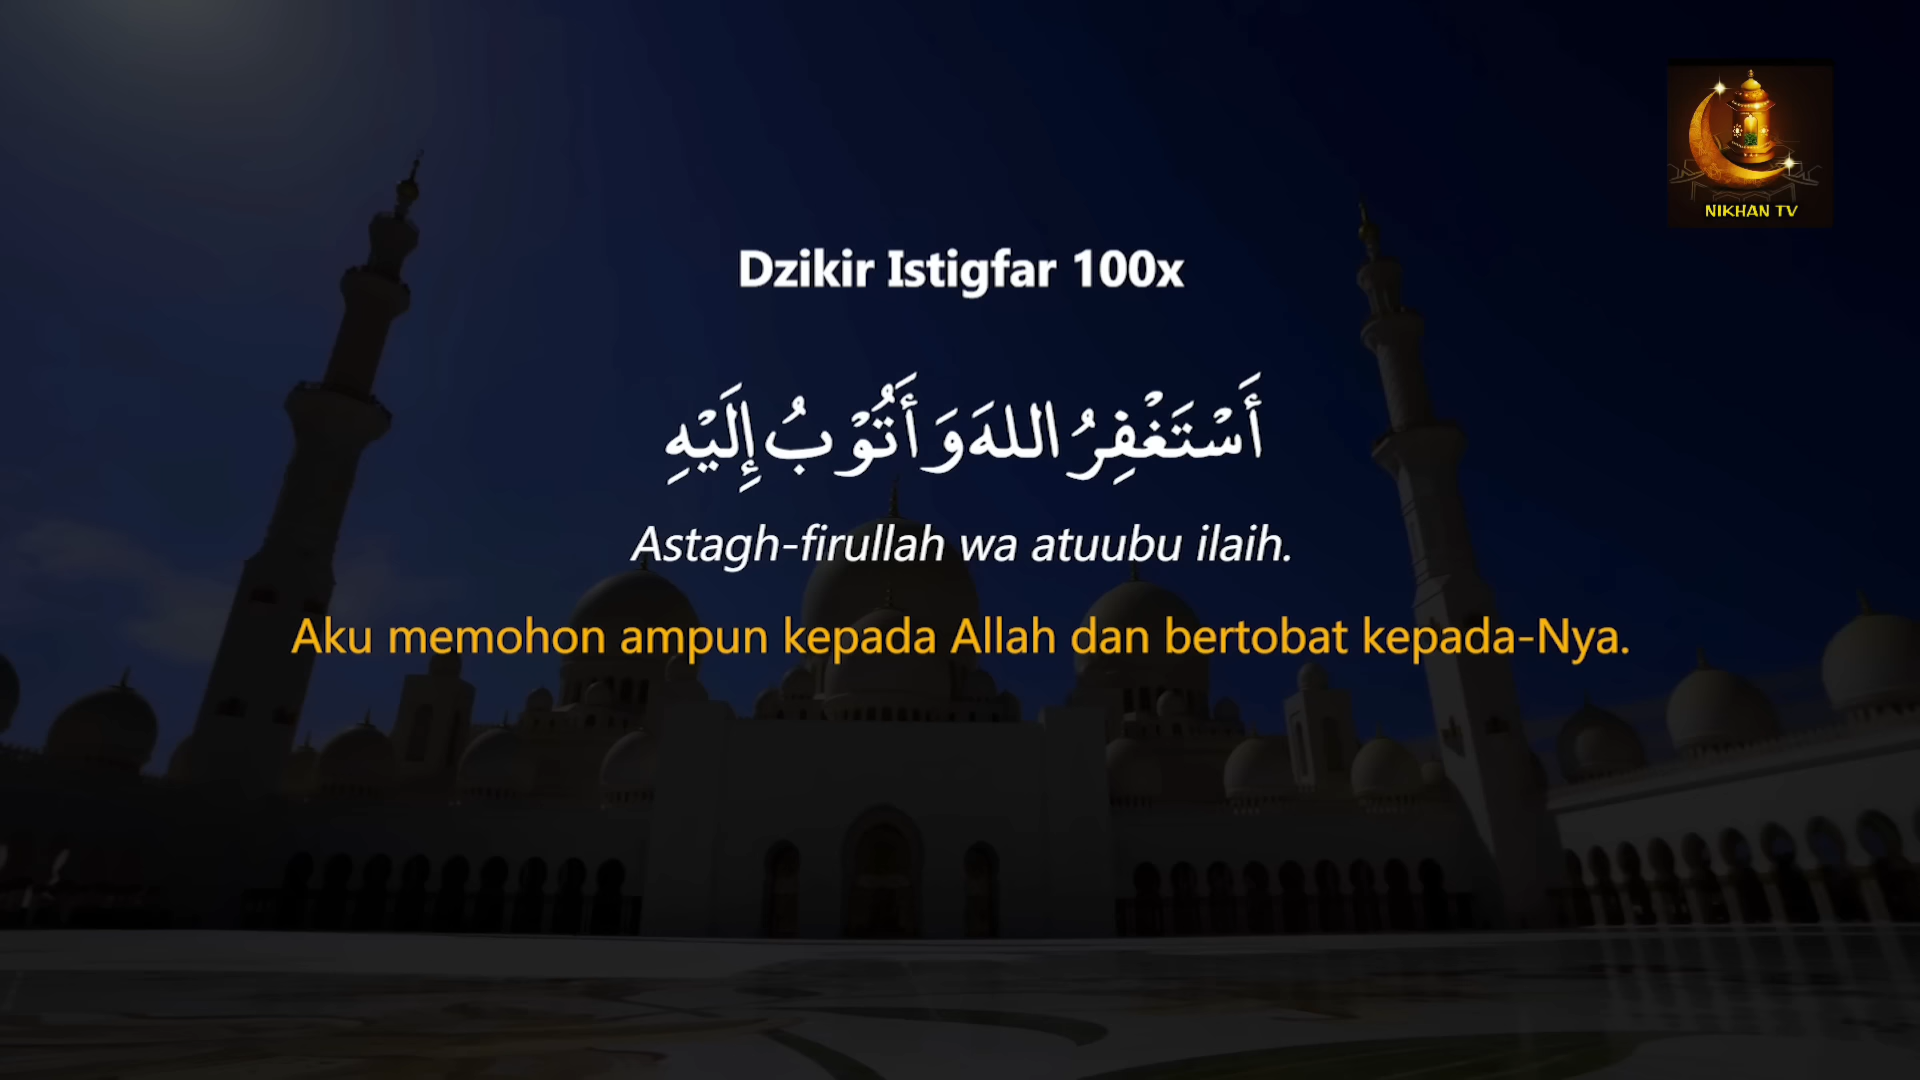 NIKHAN TV
Dzikir Istigfar 100x
أَسْتَغْفِرُ اللهَ وَ أَتُوْبُ إِلَيْهِ
Astagh-firullah wa atuubu ilaih.
Aku memohon ampun kepada Allah dan bertobat kepada-Nya.